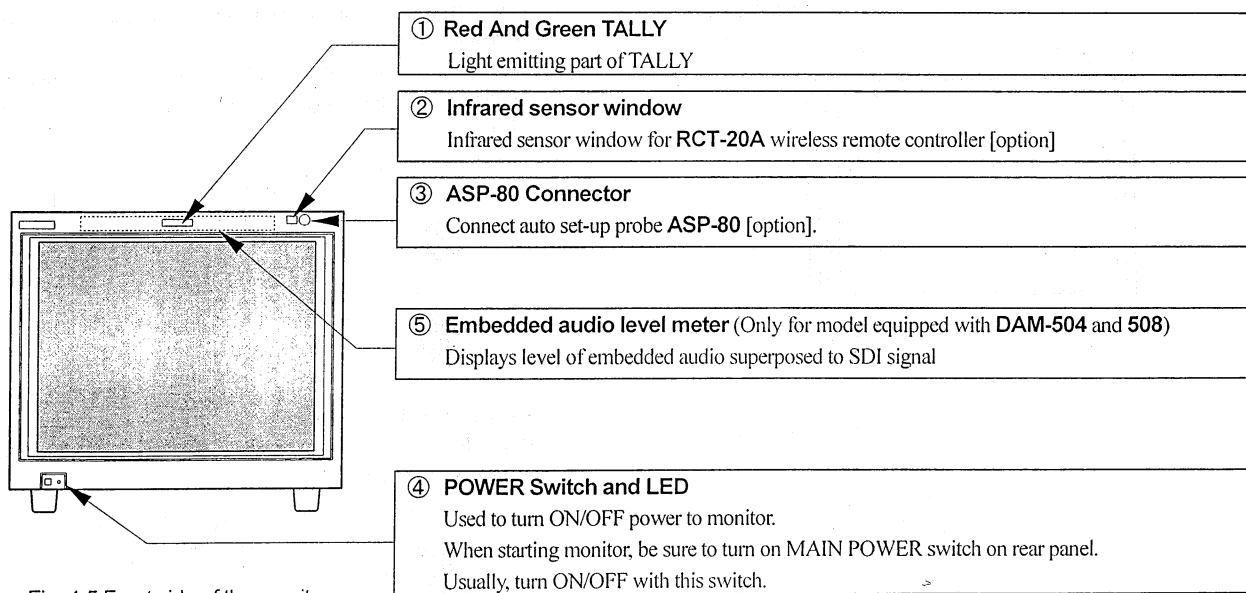 ① Red And Green TALLY
Light emitting part of TALLY
② Infrared sensor window
Infrared sensor window for RCT-20A wireless remote controller [option]
③ ASP-80 Connector
Connect auto set-up probe ASP-80 [option].
⑤ Embedded audio level meter (Only for model equipped with DAM-504 and 508)
Displays level of embedded audio superposed to SDI signal
④ POWER Switch and LED
Used to turn ON/OFF power to monitor.
When starting monitor, be sure to turn on MAIN POWER switch on rear panel.
Usually, turn ON/OFF with this switch.